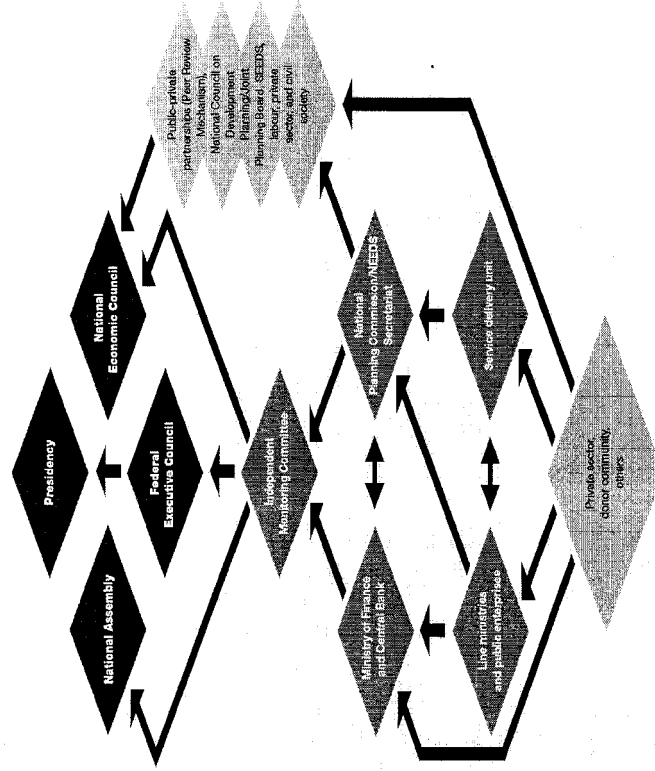 Presidency
National Assembly
Federal
Executive Council
National
Economic Council
Independent
Monitoring Committee
Public-private
partnerships (Peer Review
Mechanism),
National Council on
Development
Planning/Joint
Planning Board, SEEDS,
labour, private
sector, and civil
society
Ministry of Finance
and Central Bank
National
Planning Commission/NEEDS
Secretariat
Line ministries
and public enterprises
Service delivery unit
Private sector,
donor community,
others